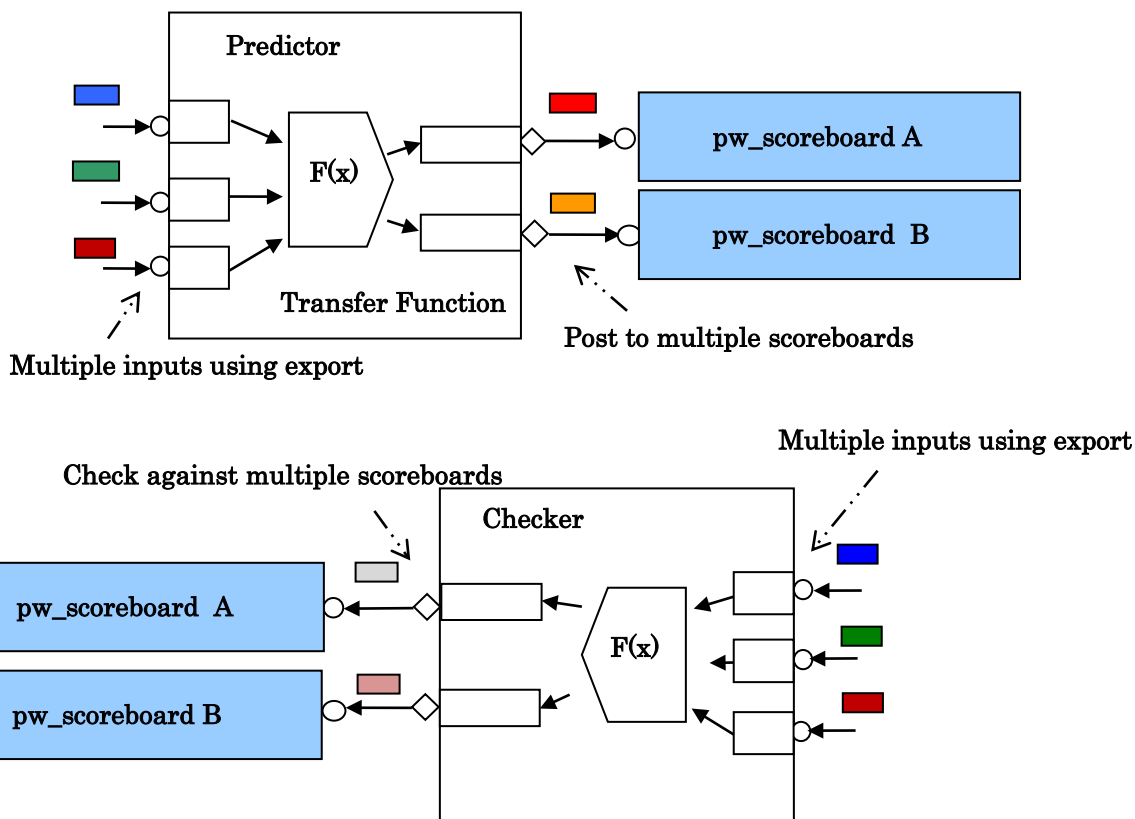 Predictor
F(x)
pw_scoreboard A
pw_scoreboard B
Transfer Function
Post to multiple scoreboards
Multiple inputs using export
Multiple inputs using export
Check against multiple scoreboards
Checker
pw_scoreboard A
F(x)
pw_scoreboard B